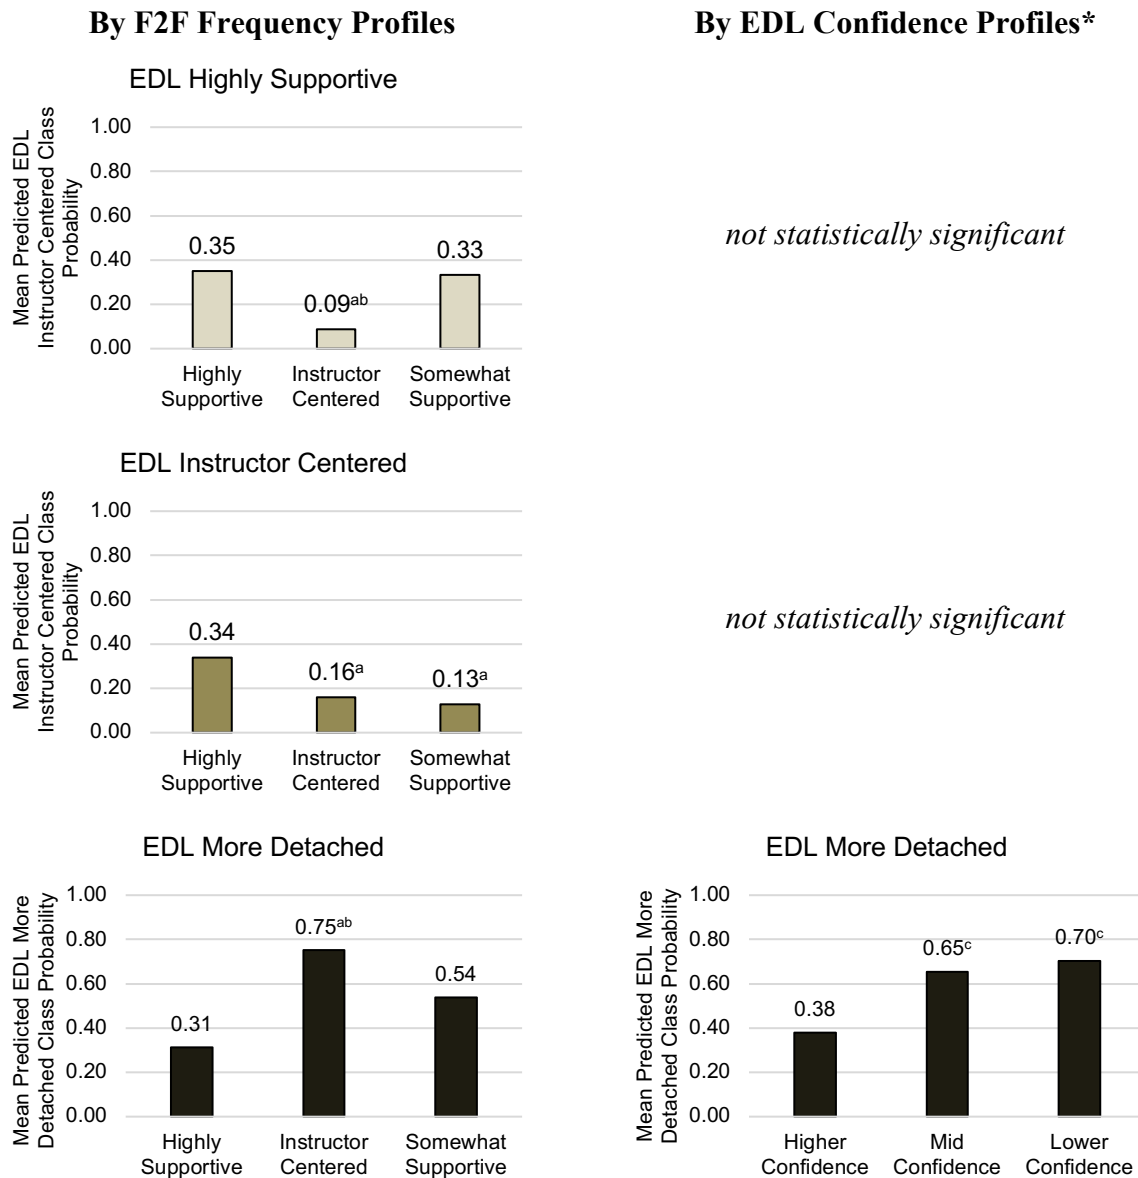 By F2F Frequency Profiles
By EDL Confidence Profiles*
EDL Highly Supportive
Mean Predicted EDL
Instructor Centered Class
Probability
1.00
0.80
0.60
0.40
0.20
0.00
0.35
0.09ab
0.33
Highly
Supportive
Instructor
Centered
Somewhat
Supportive
not statistically significant
EDL Instructor Centered
Mean Predicted EDL
Instructor Centered Class
Probability
1.00
0.80
0.60
0.40
0.20
0.00
0.34
0.16a
0.13a
Highly
Supportive
Instructor
Centered
Somewhat
Supportive
not statistically significant
EDL More Detached
Mean Predicted EDL More
Detached Class Probability
1.00
0.80
0.60
0.40
0.20
0.00
0.31
0.75ab
0.54
Highly
Supportive
Instructor
Centered
Somewhat
Supportive
EDL More Detached
Mean Predicted EDL More
Detached Class Probability
1.00
0.80
0.60
0.40
0.20
0.00
0.38
0.65c
0.70c
Higher
Confidence
Mid
Confidence
Lower
Confidence